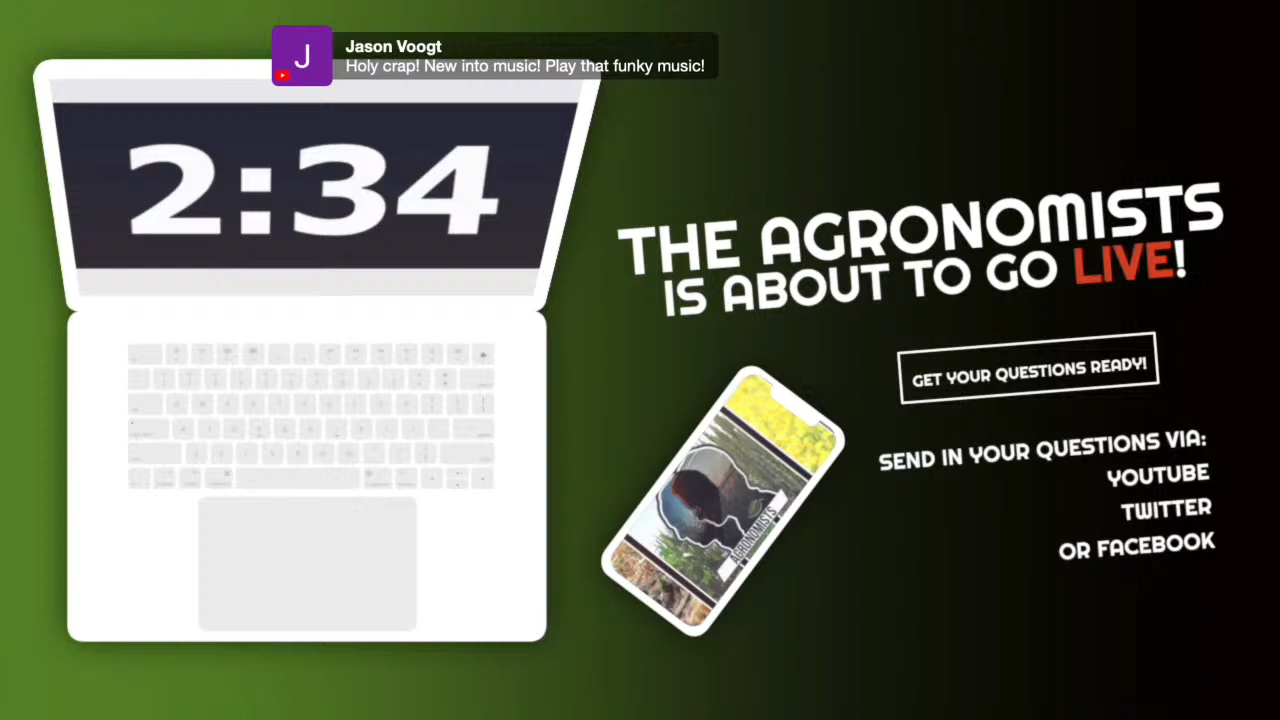 J
Jason Voogt
Holy crap! New into music! Play that funky music!
2:34
THE AGRONOMISTS
IS ABOUT TO GO LIVE!
GET YOUR QUESTIONS READY!
SEND IN YOUR QUESTIONS VIA:
YOUTUBE
TWITTER
OR FACEBOOK
AGRONOMISTS